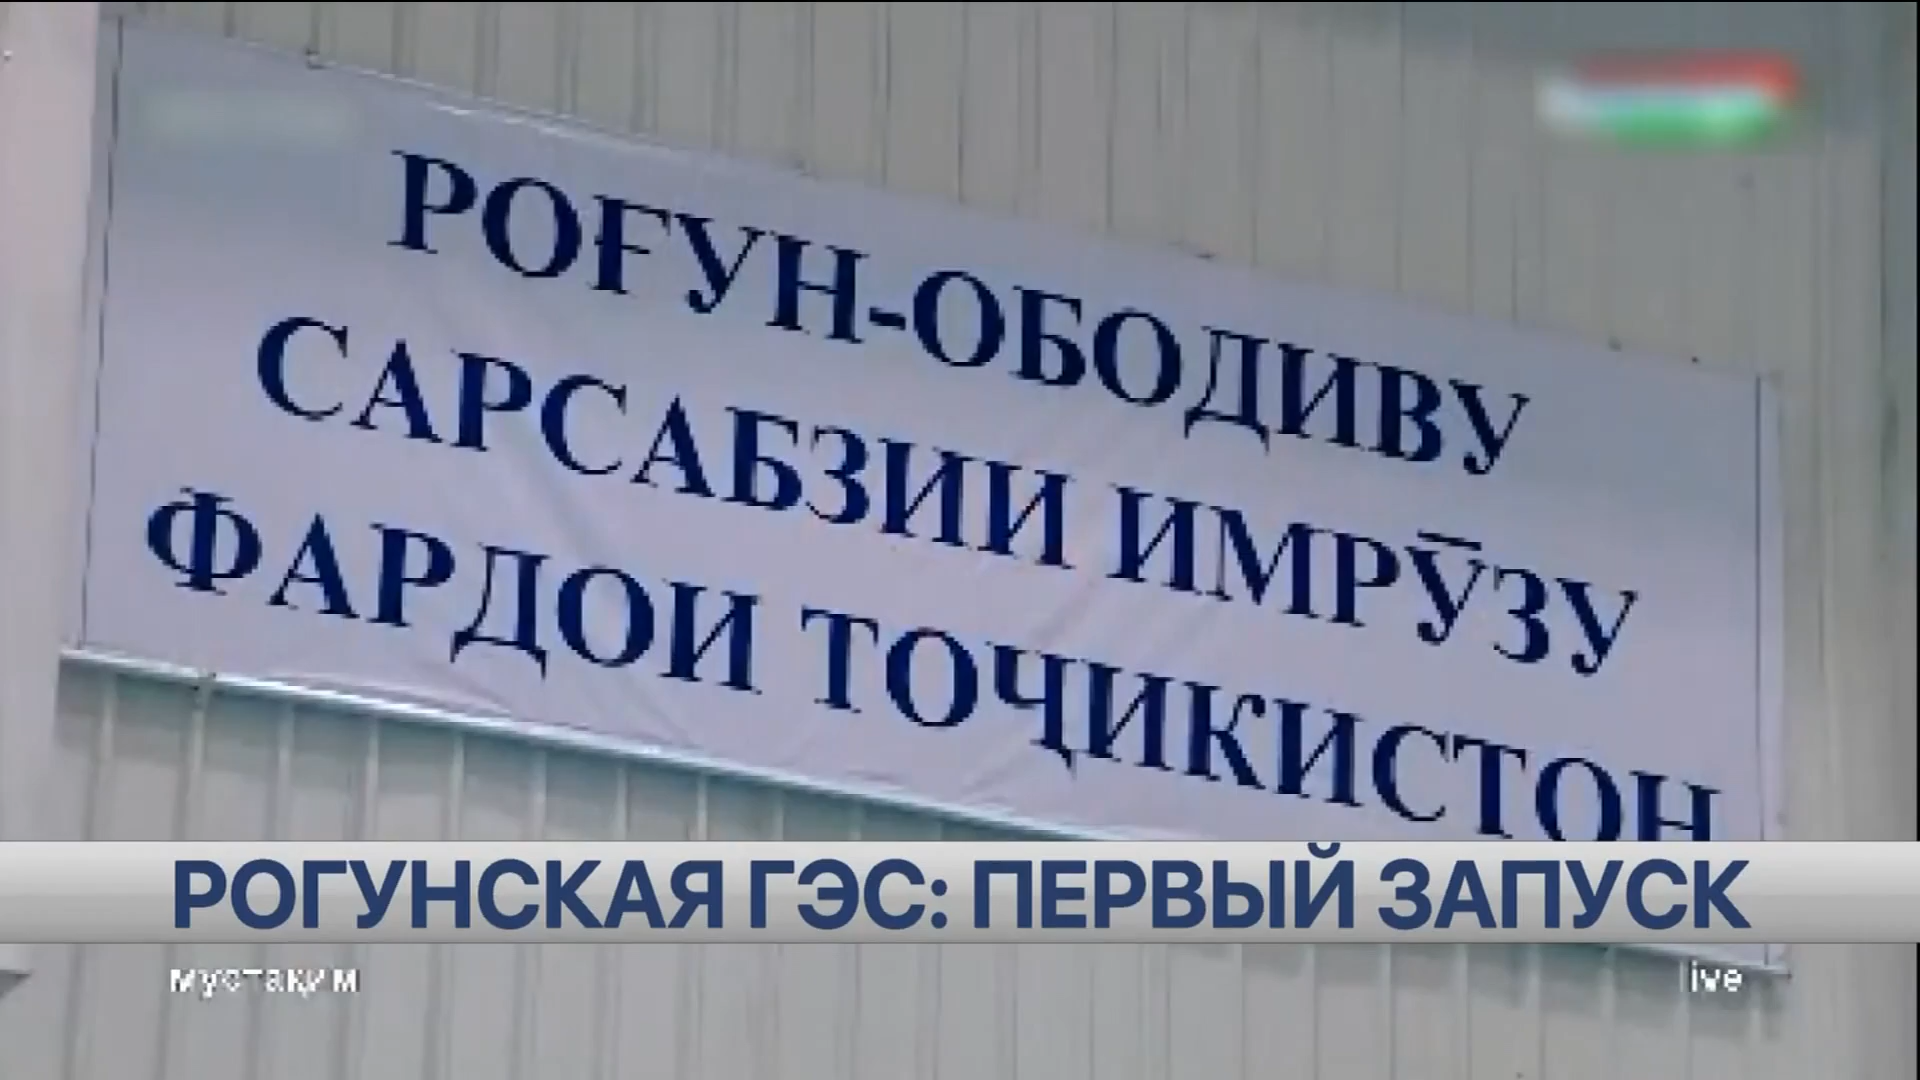 РОҒУН-ОБОДИВУ
САРСАБЗИИ ИМРӮЗУ
ФАРДОИ ТОҶИКИСТОН
РОГУНСКАЯ ГЭС: ПЕРВЫЙ ЗАПУСК
мустақим
live